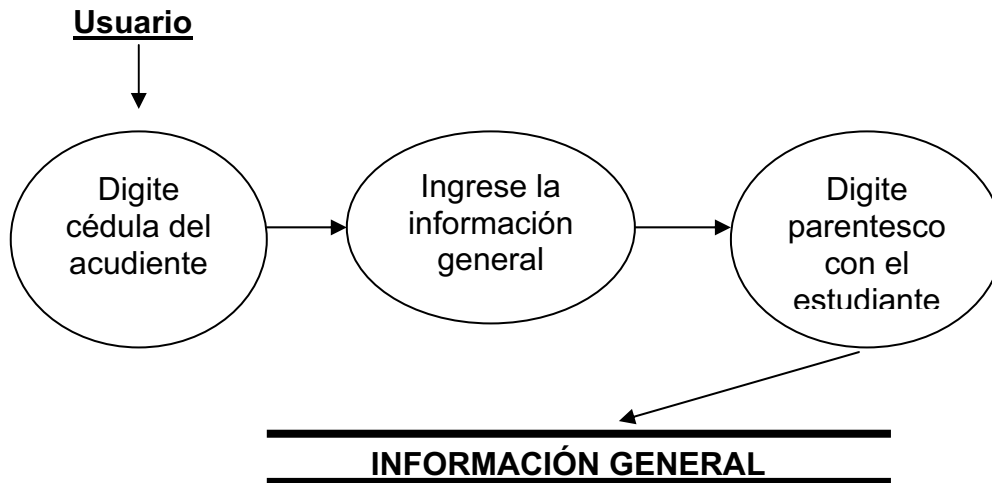 Usuario
Digite
cédula del
acudiente
Ingrese la
información
general
Digite
parentesco
con el
estudiante
INFORMACIÓN GENERAL